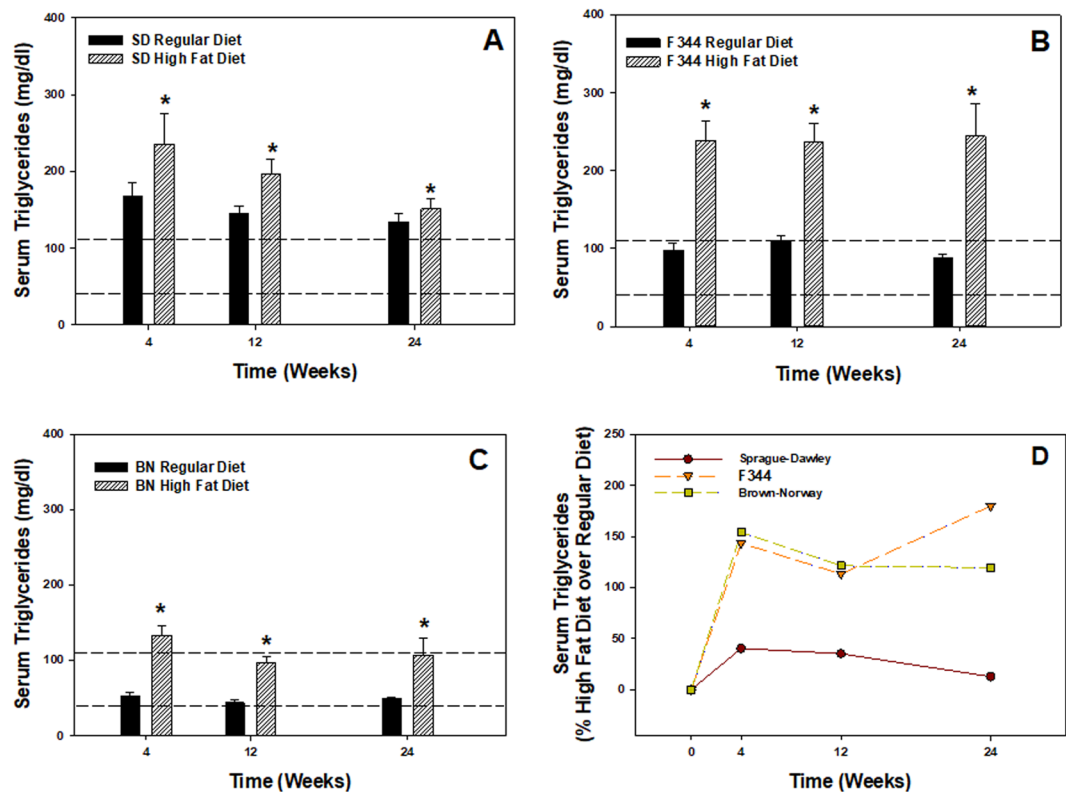 A
SD Regular Diet
SD High Fat Diet
Serum Triglycerides (mg/dl)
400
300
200
100
0
*
*
*
4
12
24
Time (Weeks)
B
F344 Regular Diet
F344 High Fat Diet
Serum Triglycerides (mg/dl)
400
300
200
100
0
*
*
*
4
12
24
Time (Weeks)
C
BN Regular Diet
BN High Fat Diet
Serum Triglycerides (mg/dl)
400
300
200
100
0
*
*
*
4
12
24
Time (Weeks)
D
Sprague-Dawley
F344
Brown-Norway
Serum Triglycerides
(% High Fat Diet over Regular Diet)
250
200
150
100
50
0
0
4
12
24
Time (Weeks)